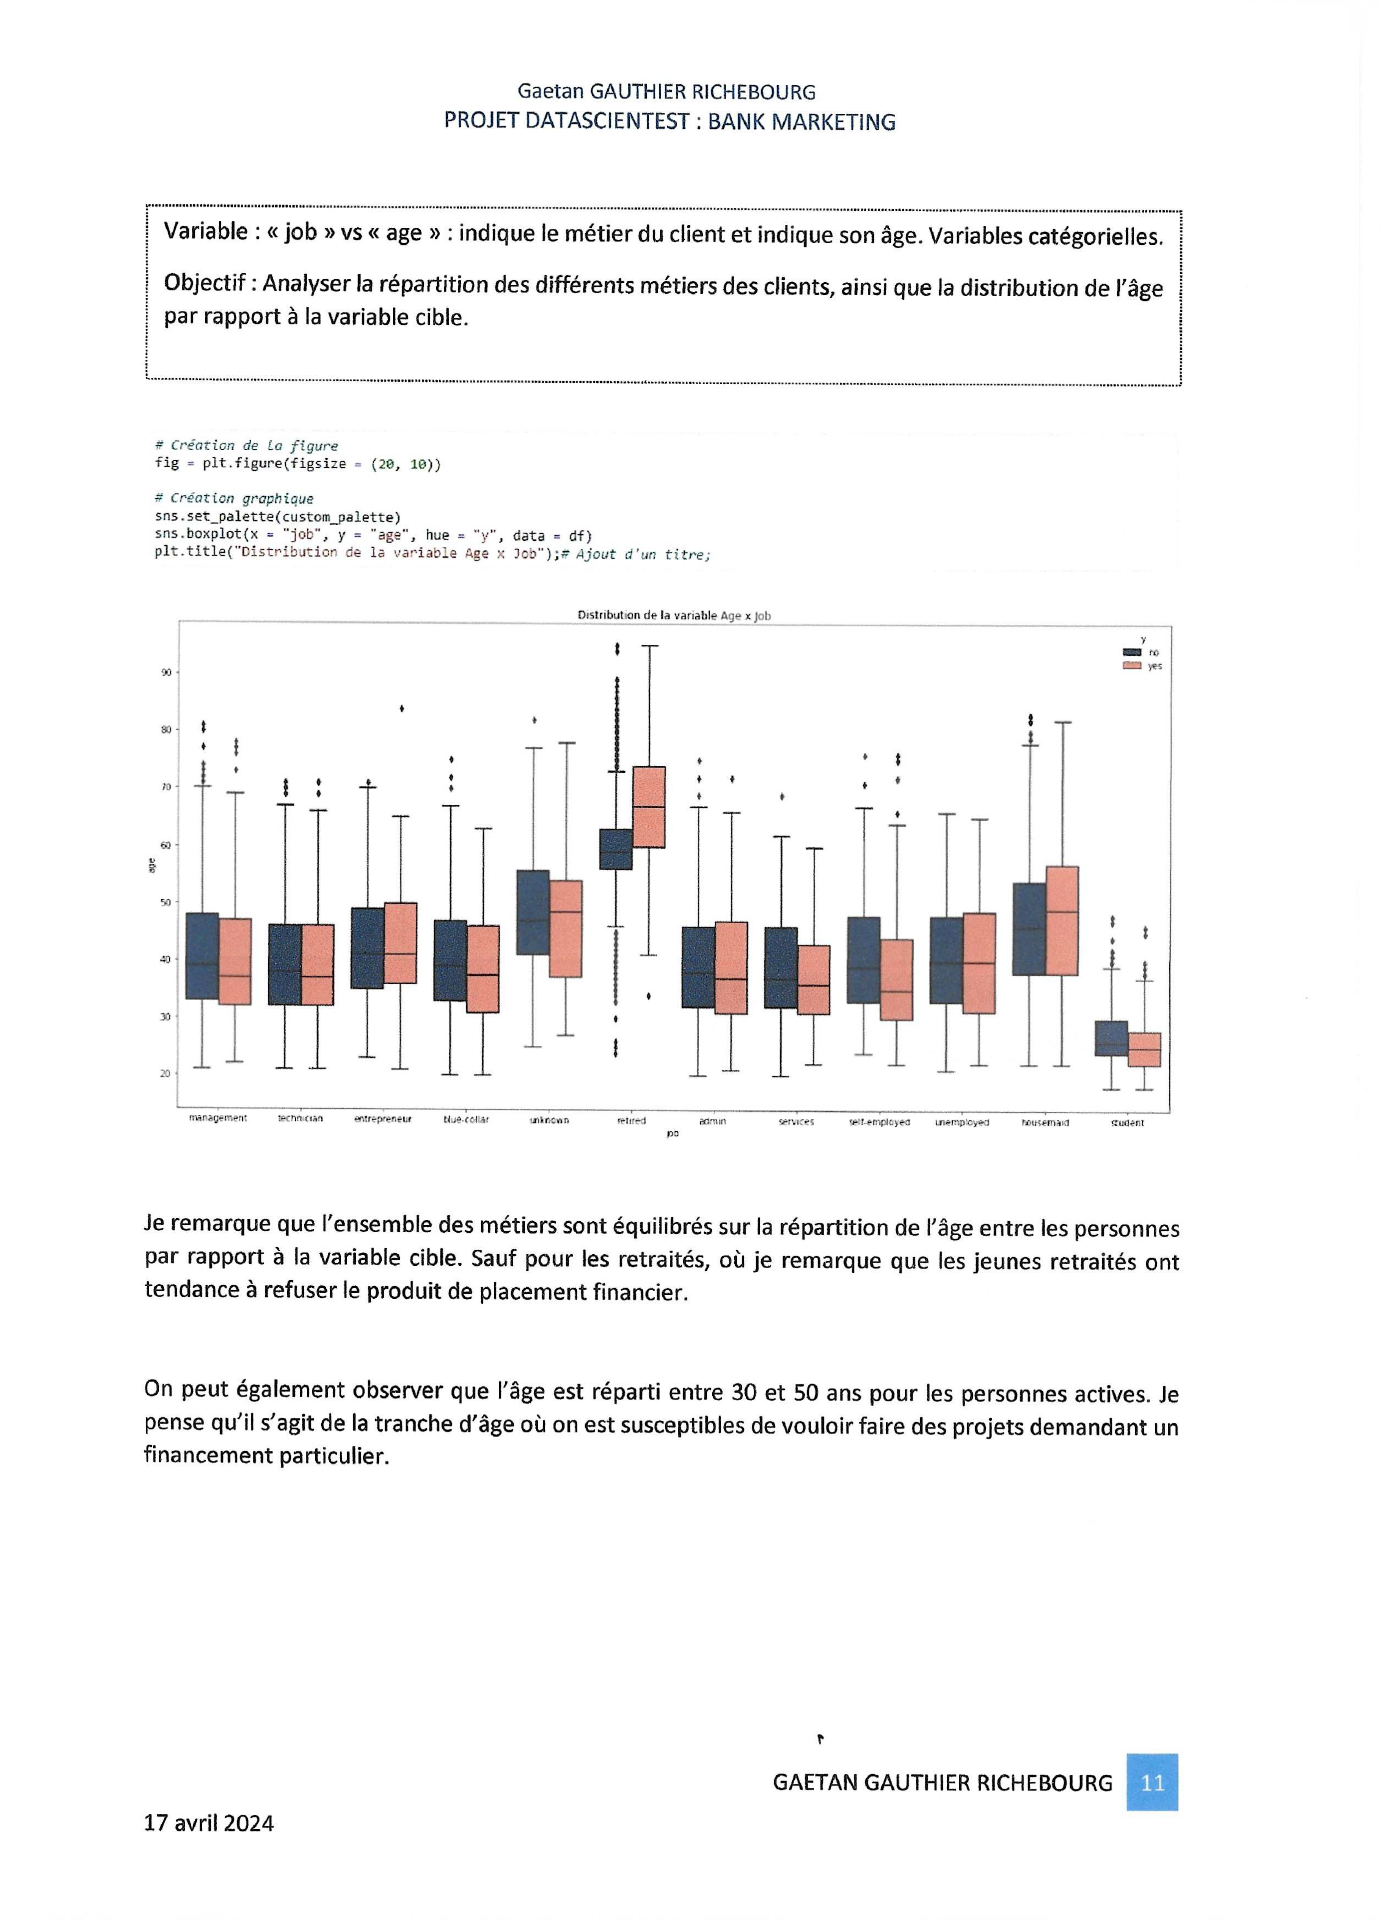 Gaetan GAUTHIER RICHEBOURG
PROJET DATASCIENTEST : BANK MARKETING
Variable : « job » vs « age » : indique le métier du client et indique son âge. Variables catégorielles.
Objectif : Analyser la répartition des différents métiers des clients, ainsi que la distribution de l'âge
par rapport à la variable cible.
# Création de la figure
fig = plt.figure(figsize = (20, 10))
# Création graphique
sns.set_palette(custom_palette)
sns.boxplot(x = "job", y = "age", hue = "y", data = df)
plt.title("Distribution de la variable Age x Job");# Ajout d'un titre;
Distribution de la variable Age x Job
y
no
yes
90
80
70
60
50
40
30
20
age
management technician entrepreneur blue-collar unknown retired admin services self-employed unemployed housemaid student
job
Je remarque que l'ensemble des métiers sont équilibrés sur la répartition de l'âge entre les personnes
par rapport à la variable cible. Sauf pour les retraités, où je remarque que les jeunes retraités ont
tendance à refuser le produit de placement financier.
On peut également observer que l'âge est réparti entre 30 et 50 ans pour les personnes actives. Je
pense qu'il s'agit de la tranche d'âge où on est susceptibles de vouloir faire des projets demandant un
financement particulier.
GAETAN GAUTHIER RICHEBOURG 11
17 avril 2024